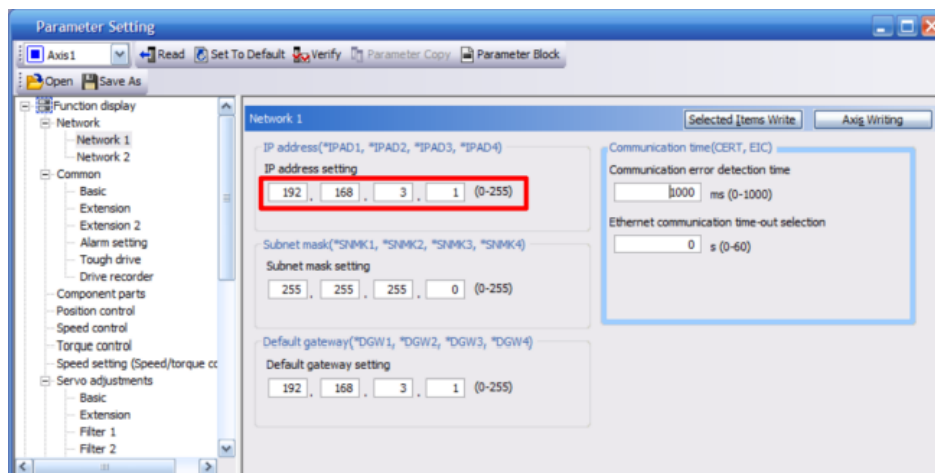 Parameter Setting
Axis1 Read Set To Default Verify Parameter Copy Parameter Block
Open Save As
Function display
Network
Network 1
Network 2
Common
Basic
Extension
Extension 2
Alarm setting
Tough drive
Drive recorder
Component parts
Position control
Speed control
Torque control
Speed setting (Speed/torque co
Servo adjustments
Basic
Extension
Filter 1
Filter 2
Network 1 Selected Items Write Axis Writing
IP address(*IPAD1, *IPAD2, *IPAD3, *IPAD4)
IP address setting
192 . 168 . 3 . 1 (0-255)
Subnet mask(*SNMK1, *SNMK2, *SNMK3, *SNMK4)
Subnet mask setting
255 . 255 . 255 . 0 (0-255)
Default gateway(*DGW1, *DGW2, *DGW3, *DGW4)
Default gateway setting
192 . 168 . 3 . 1 (0-255)
Communication time(CERT, EIC)
Communication error detection time
1000 ms (0-1000)
Ethernet communication time-out selection
0 s (0-60)